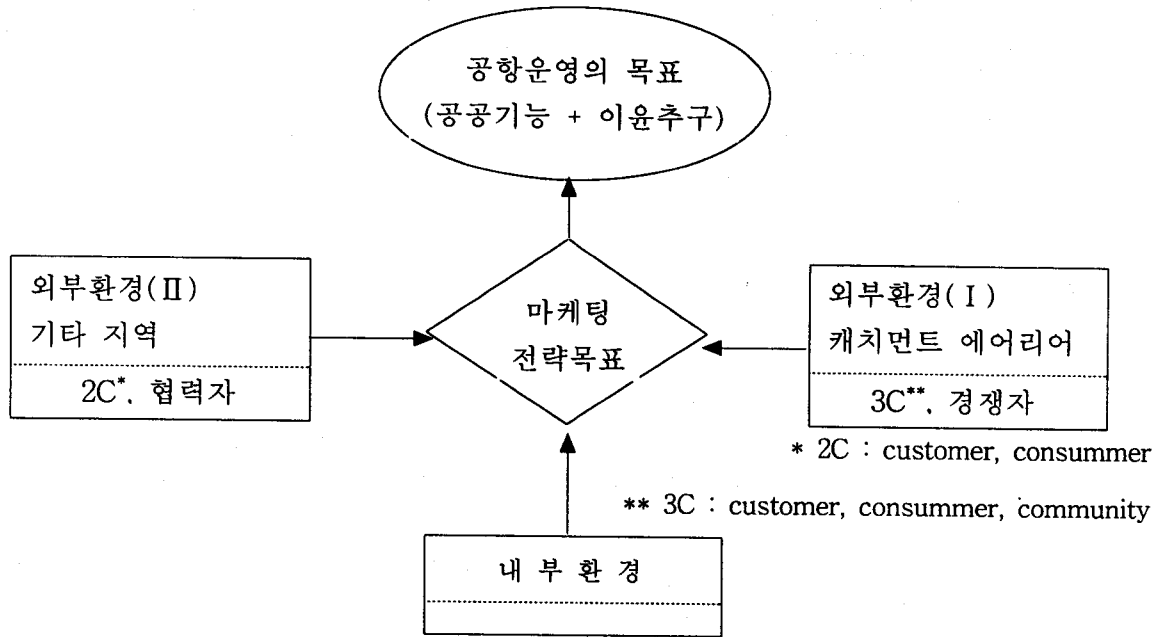 공항운영의 목표
(공공기능 + 이윤추구)
외부환경(Ⅱ)
기타 지역
2C*, 협력자
마케팅
전략목표
외부환경(Ⅰ)
캐치먼트 에어리어
3C**, 경쟁자
* 2C : customer, consummer
** 3C : customer, consummer, community
내 부 환 경